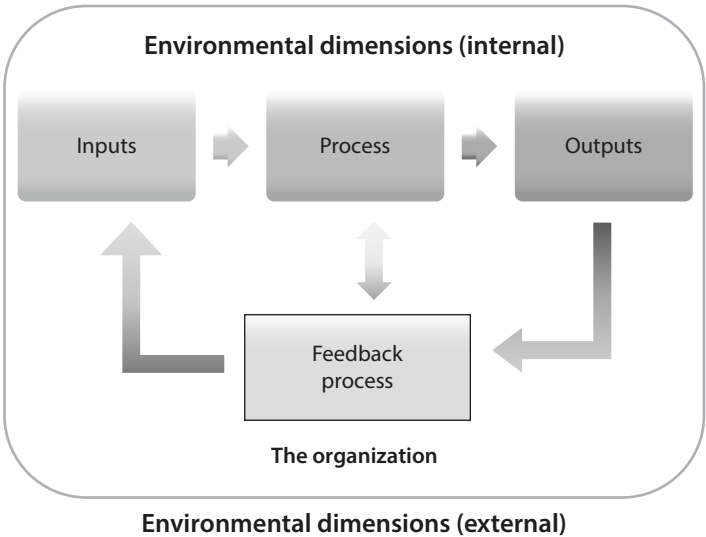 Environmental dimensions (internal)
Inputs
Process
Outputs
Feedback
process
The organization
Environmental dimensions (external)